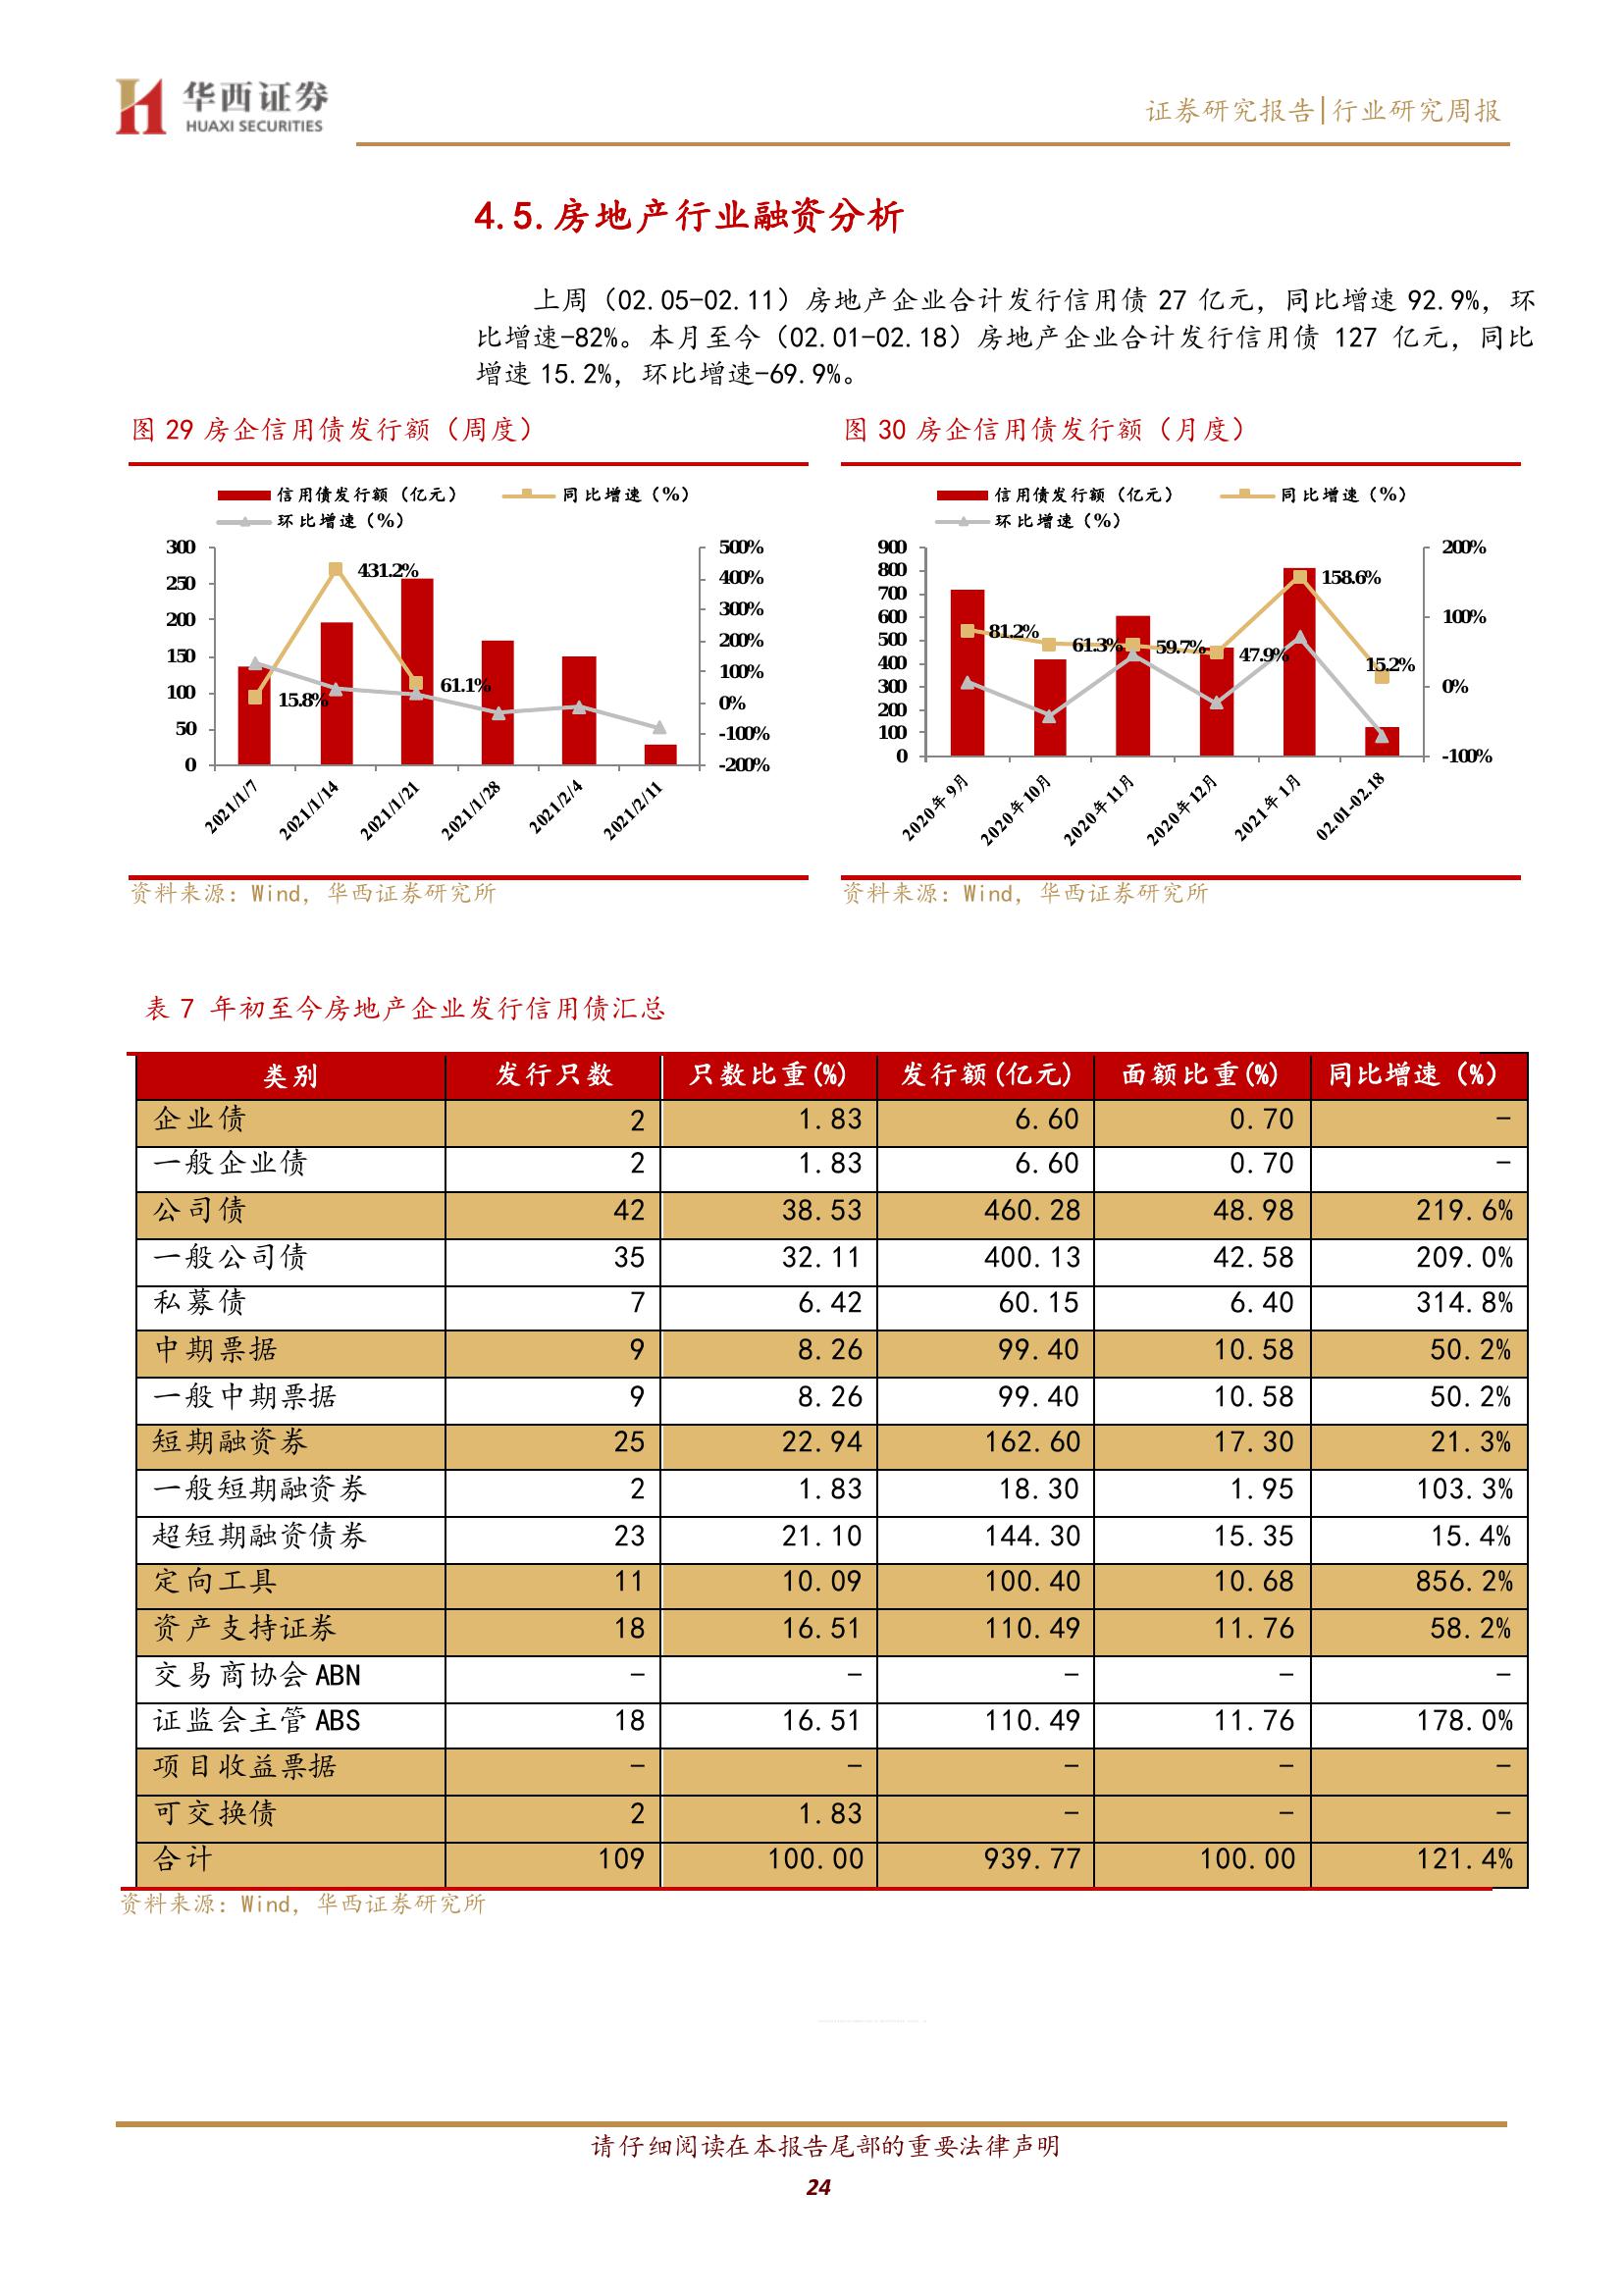 华西证券
HUAXI SECURITIES
证券研究报告|行业研究周报
4.5.房地产行业融资分析
上周（02.05-02.11）房地产企业合计发行信用债 27 亿元，同比增速 92.9%，环
比增速-82%。本月至今（02.01-02.18）房地产企业合计发行信用债 127 亿元，同比
增速 15.2%，环比增速-69.9%。
图 29 房企信用债发行额（周度）
信用债发行额（亿元） 同比增速（%）
环比增速（%）
300 500%
250 400%
200 300%
150 200%
100 100%
50 0%
0 -100%
-200%
431.2%
15.8% 61.1%
2021/1/7 2021/1/14 2021/1/21 2021/1/28 2021/2/4 2021/2/11
资料来源：Wind，华西证券研究所
图 30 房企信用债发行额（月度）
信用债发行额（亿元） 同比增速（%）
环比增速（%）
900 200%
800
700
600 100%
500
400
300 0%
200
100
0 -100%
81.2% 61.3% 59.7% 47.9% 158.6% 15.2%
2020年9月 2020年10月 2020年11月 2020年12月 2021年1月 02.01-02.18
资料来源：Wind，华西证券研究所
表 7 年初至今房地产企业发行信用债汇总
类别 发行只数 只数比重(%) 发行额(亿元) 面额比重(%) 同比增速（%）
企业债 2 1.83 6.60 0.70 -
一般企业债 2 1.83 6.60 0.70 -
公司债 42 38.53 460.28 48.98 219.6%
一般公司债 35 32.11 400.13 42.58 209.0%
私募债 7 6.42 60.15 6.40 314.8%
中期票据 9 8.26 99.40 10.58 50.2%
一般中期票据 9 8.26 99.40 10.58 50.2%
短期融资券 25 22.94 162.60 17.30 21.3%
一般短期融资券 2 1.83 18.30 1.95 103.3%
超短期融资债券 23 21.10 144.30 15.35 15.4%
定向工具 11 10.09 100.40 10.68 856.2%
资产支持证券 18 16.51 110.49 11.76 58.2%
交易商协会 ABN - - - - -
证监会主管 ABS 18 16.51 110.49 11.76 178.0%
项目收益票据 - - - - -
可交换债 2 1.83 - - -
合计 109 100.00 939.77 100.00 121.4%
资料来源：Wind，华西证券研究所
请仔细阅读在本报告尾部的重要法律声明
24